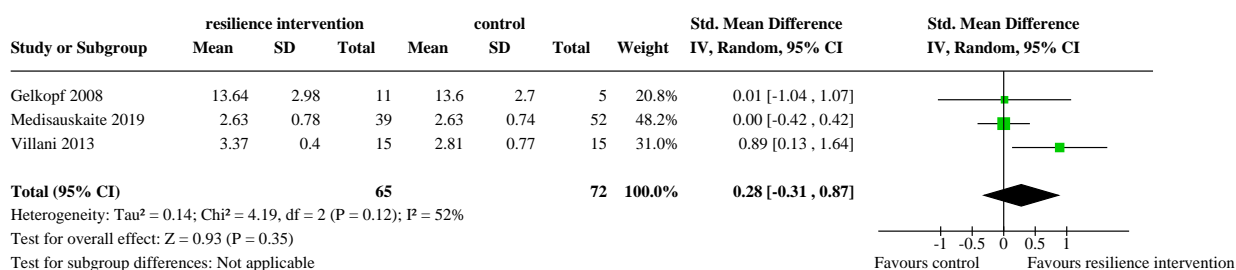 resilience intervention control Std. Mean Difference Std. Mean Difference
Study or Subgroup Mean SD Total Mean SD Total Weight IV, Random, 95% CI IV, Random, 95% CI
Gelkopf 2008 13.64 2.98 11 13.6 2.7 5 20.8% 0.01 [-1.04 , 1.07]
Medisauskaite 2019 2.63 0.78 39 2.63 0.74 52 48.2% 0.00 [-0.42 , 0.42]
Villani 2013 3.37 0.4 15 2.81 0.77 15 31.0% 0.89 [0.13 , 1.64]
Total (95% CI) 65 72 100.0% 0.28 [-0.31 , 0.87]
Heterogeneity: Tau² = 0.14; Chi² = 4.19, df = 2 (P = 0.12); I² = 52%
Test for overall effect: Z = 0.93 (P = 0.35)
-1 -0.5 0 0.5 1
Test for subgroup differences: Not applicable Favours control Favours resilience intervention